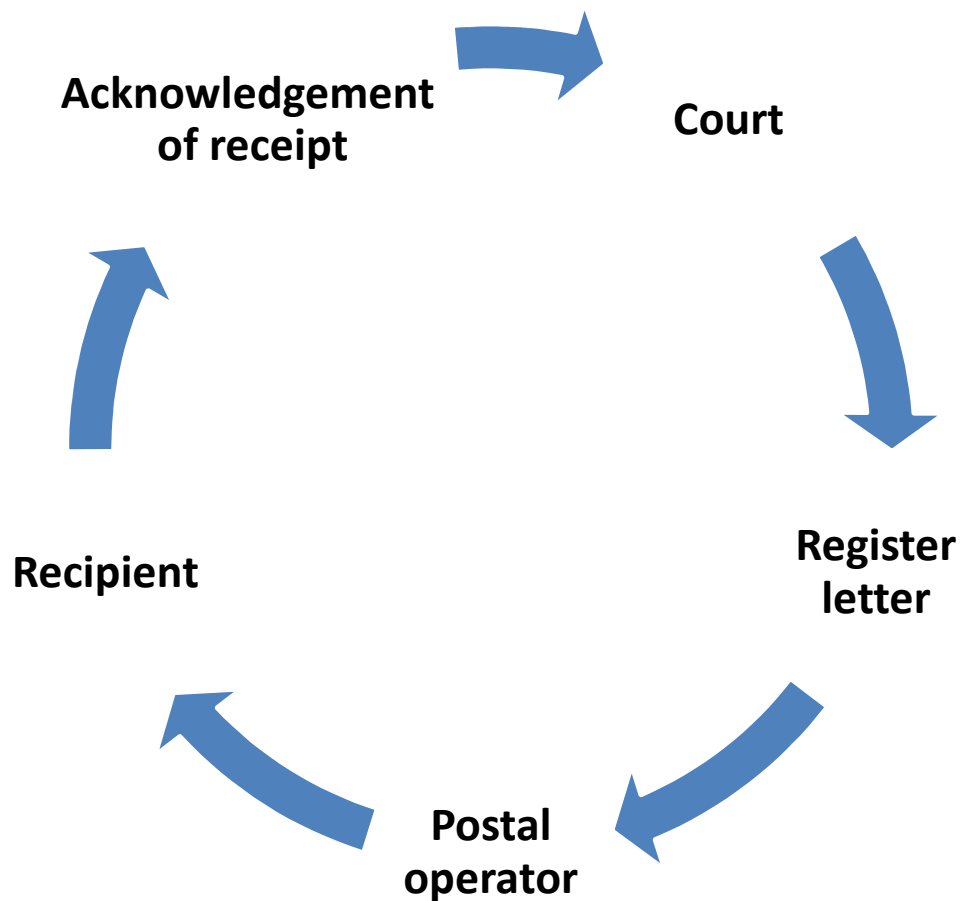 Acknowledgement
of receipt
Court
Register
letter
Postal
operator
Recipient